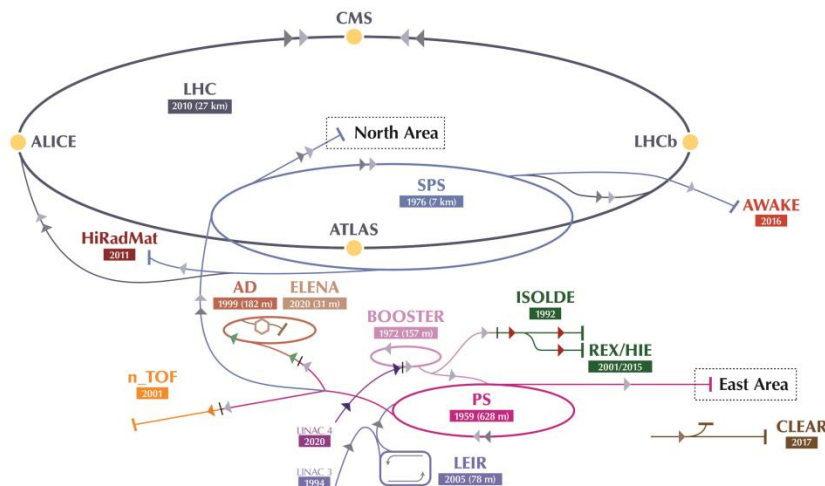 CMS
LHC
2010 (27 km)
North Area
ALICE
LHCb
SPS
1976 (7 km)
AWAKE
2016
ATLAS
HiRadMat
2011
AD
1999 (182 m)
ELENA
2020 (31 m)
ISOLDE
1992
BOOSTER
1972 (157 m)
REX/HIE
2001/2015
n_TOF
2001
East Area
PS
1959 (628 m)
LINAC 4
2020
CLEAR
2017
LINAC 3
1994
LEIR
2005 (78 m)